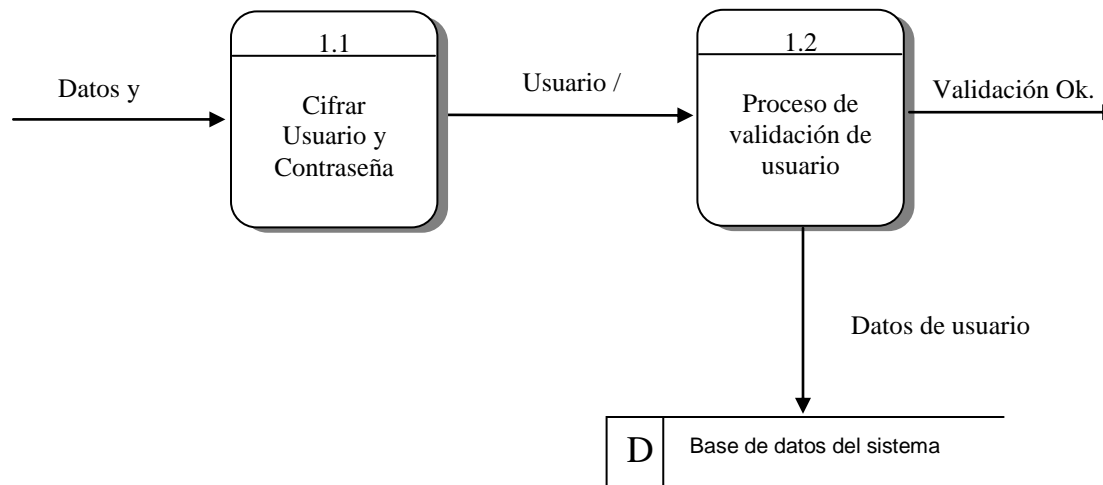 1.1
1.2
Datos y
Cifrar
Usuario y
Contraseña
Usuario /
Proceso de
validación de
usuario
Validación Ok.
Datos de usuario
D
Base de datos del sistema